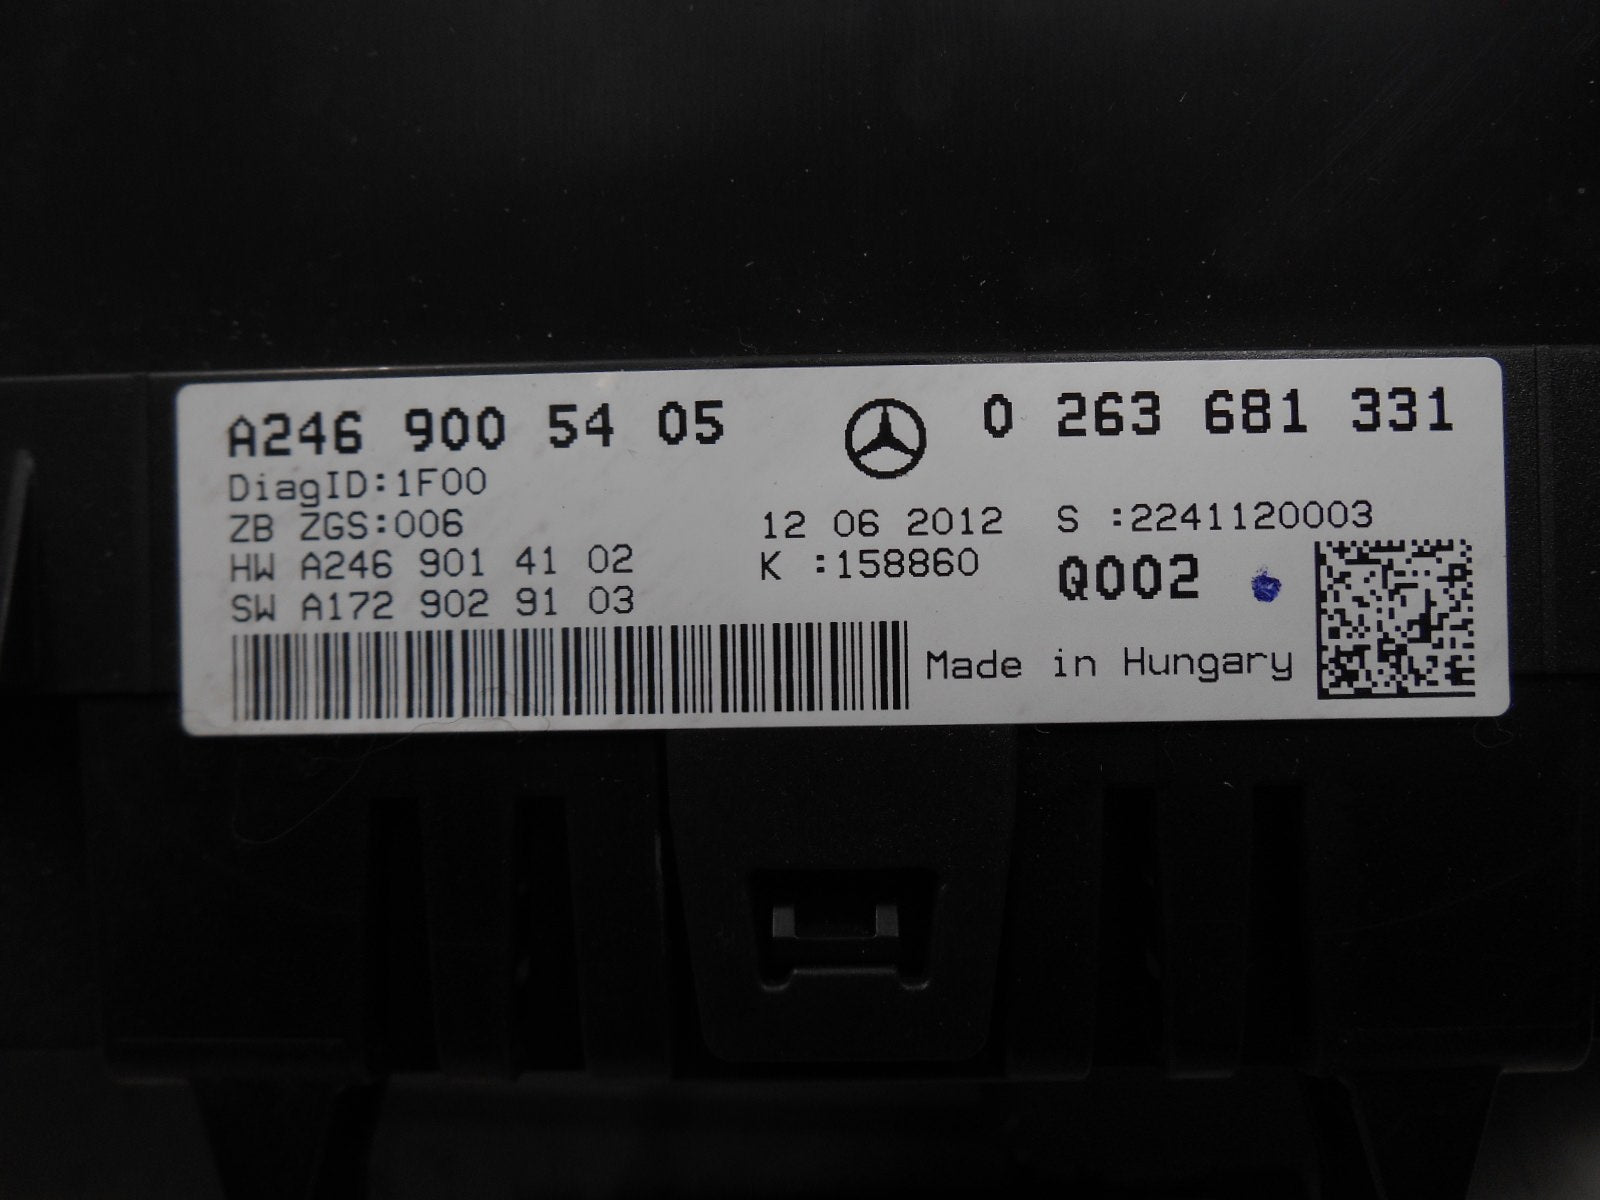 A246 900 54 05 0 263 681 331
DiagID:1F00
ZB ZGS:006 12 06 2012 S :2241120003
HW A246 901 41 02 K :158860 Q002
SW A172 902 91 03
Made in Hungary